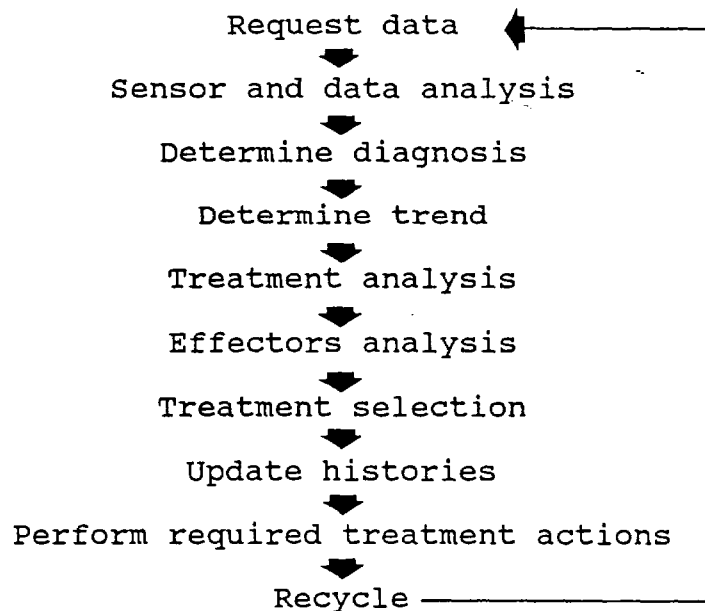 Request data
Sensor and data analysis
Determine diagnosis
Determine trend
Treatment analysis
Effectors analysis
Treatment selection
Update histories
Perform required treatment actions
Recycle